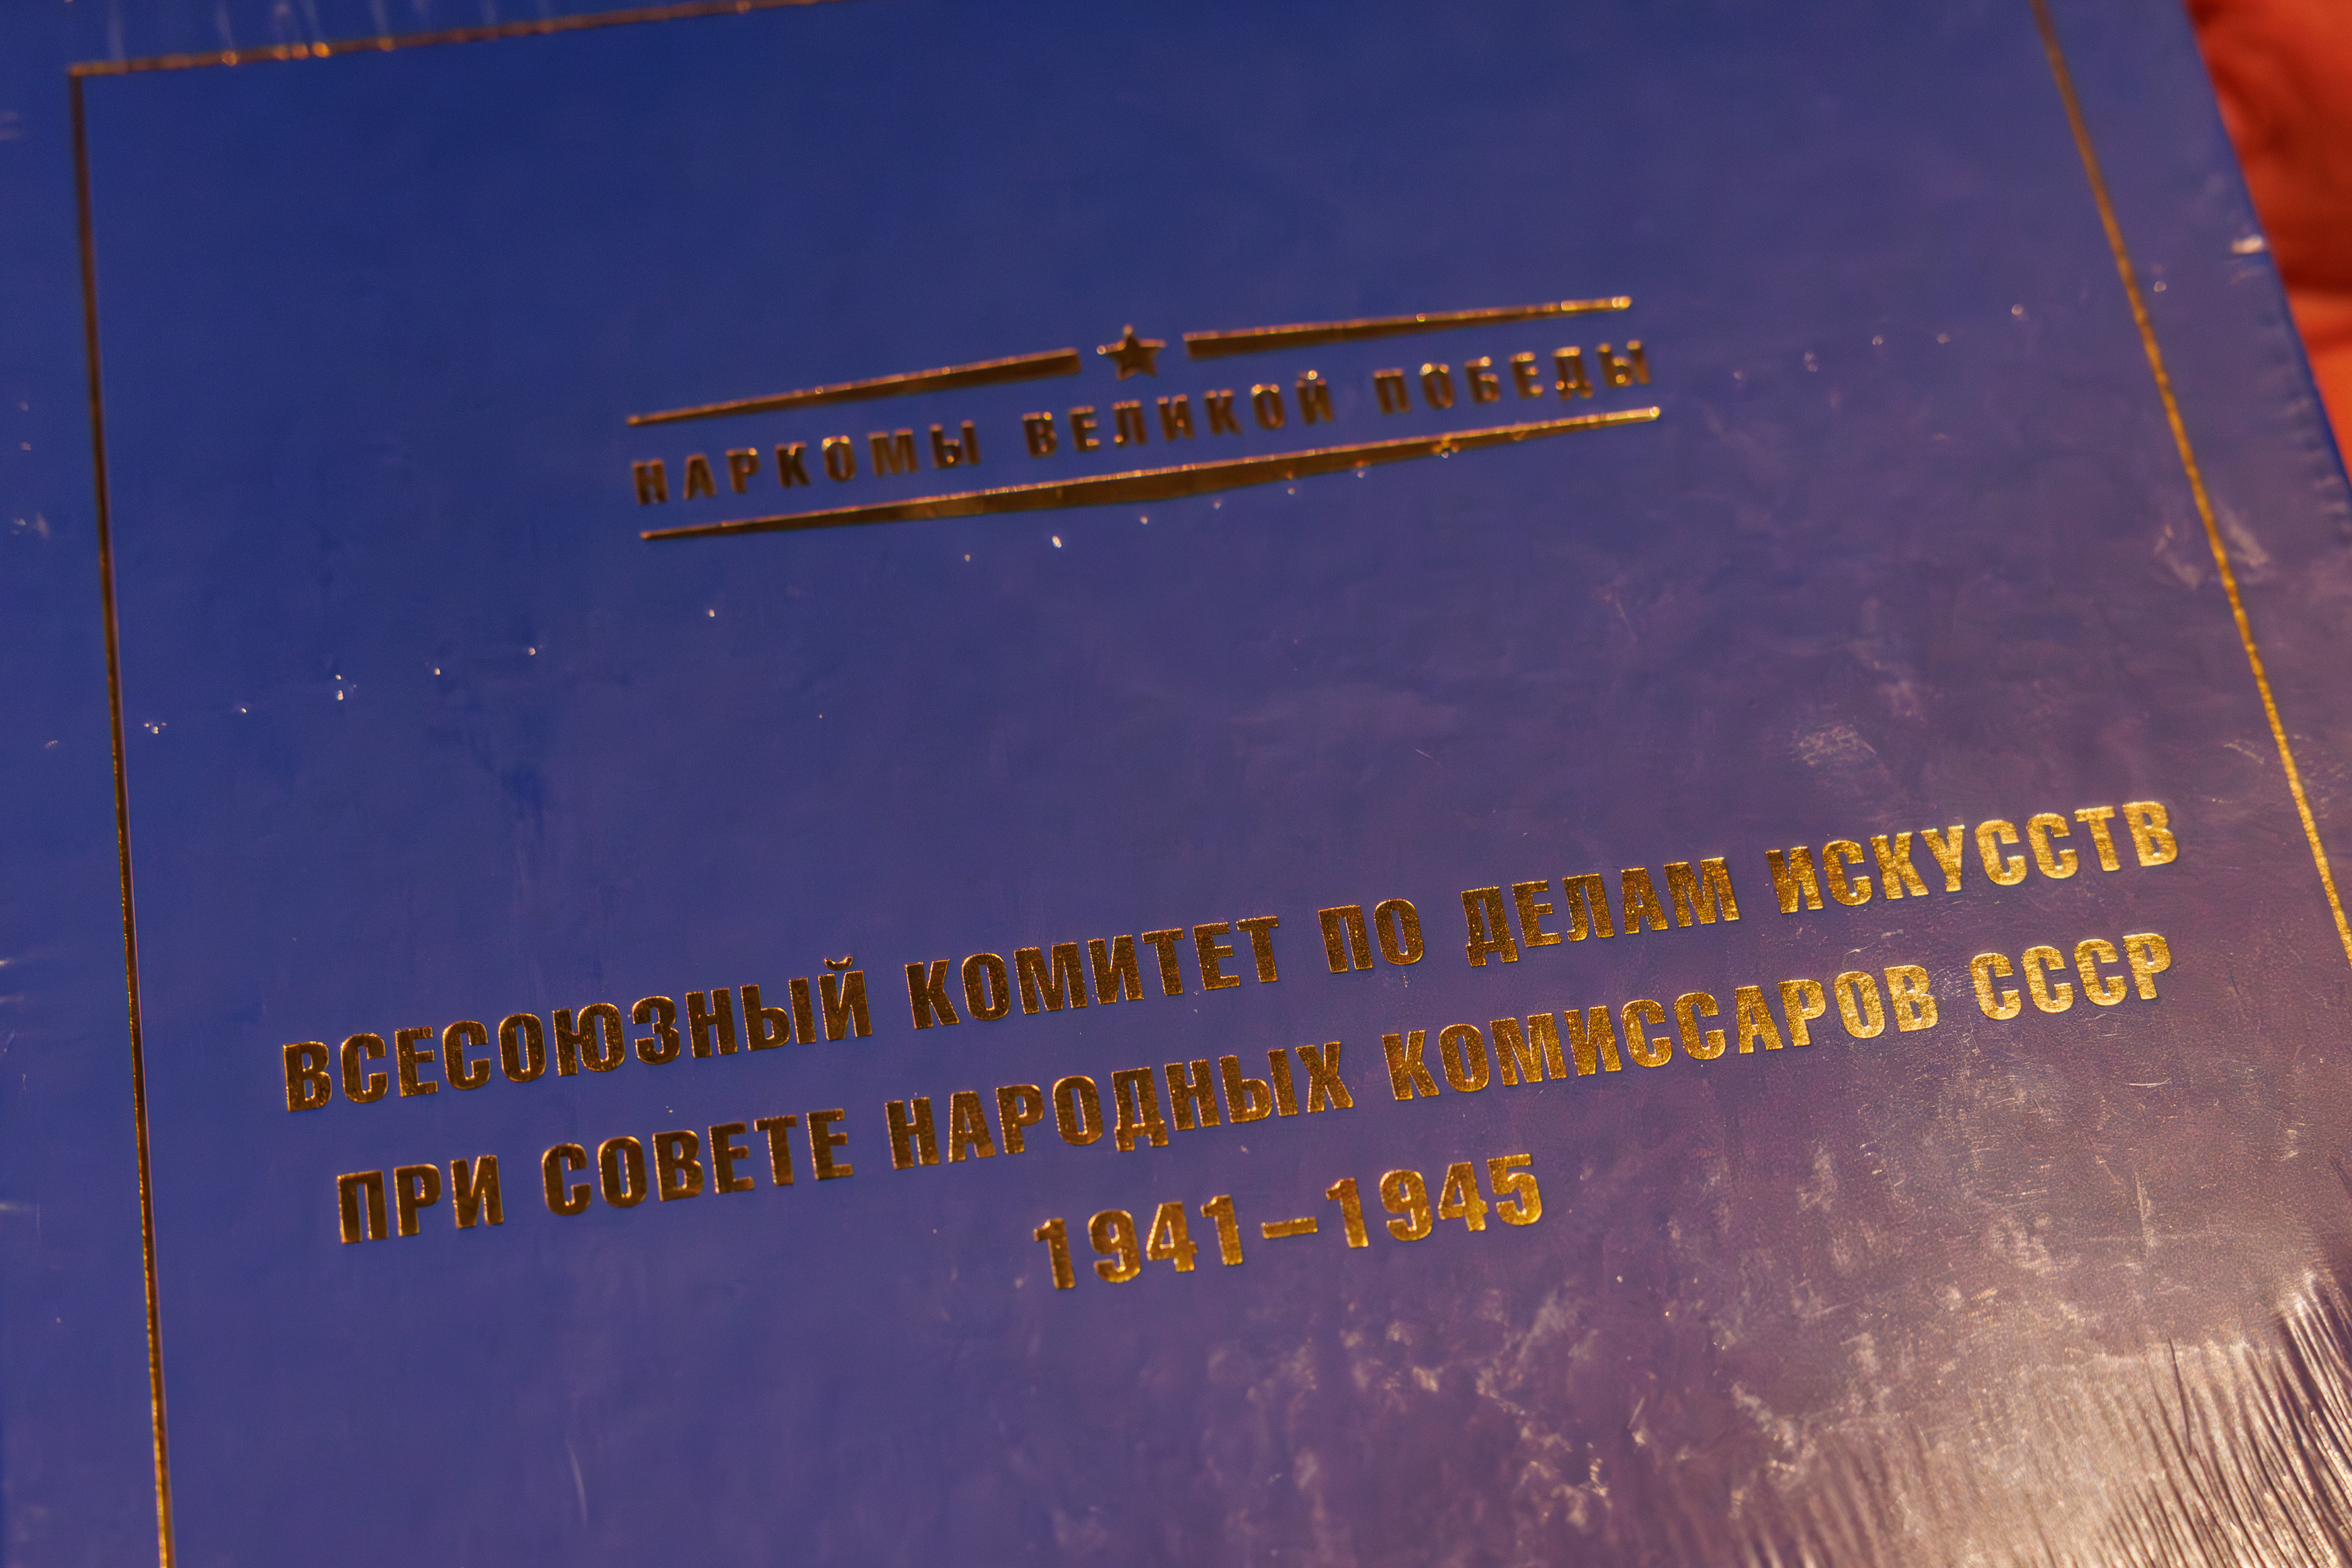 НАРКОМЫ ВЕЛИКОЙ ПОБЕДЫ
ВСЕСОЮЗНЫЙ КОМИТЕТ ПО ДЕЛАМ ИСКУССТВ
ПРИ СОВЕТЕ НАРОДНЫХ КОМИССАРОВ СССР
1941–1945